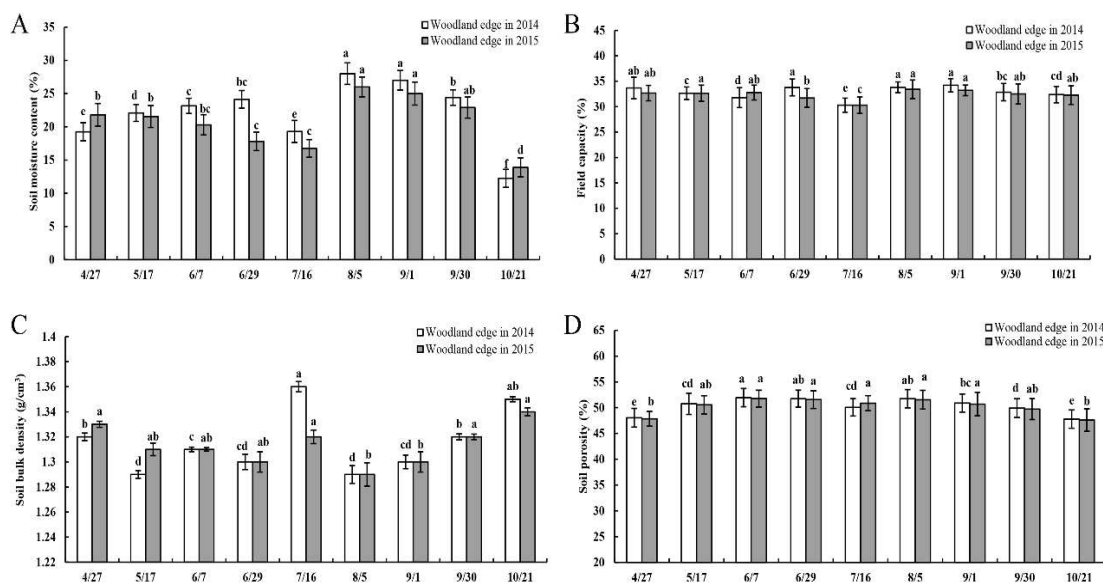 A
Woodland edge in 2014
Woodland edge in 2015
Soil moisture content (%)
35
30
25
20
15
10
5
0
e b d b c bc bc c e c a a a a b a f d
4/27 5/17 6/7 6/29 7/16 8/5 9/1 9/30 10/21
B
Woodland edge in 2014
Woodland edge in 2015
Field capacity (%)
45
40
35
30
25
20
15
10
5
0
ab ab c a d ab a b e c a a a a bc ab cd ab
4/27 5/17 6/7 6/29 7/16 8/5 9/1 9/30 10/21
C
Woodland edge in 2014
Woodland edge in 2015
Soil bulk density (g/cm³)
1.4
1.38
1.36
1.34
1.32
1.3
1.28
1.26
1.24
1.22
b a d ab c ab cd ab a a d b c b b a ab a
4/27 5/17 6/7 6/29 7/16 8/5 9/1 9/30 10/21
D
Woodland edge in 2014
Woodland edge in 2015
Soil porosity (%)
65
60
55
50
45
40
35
30
25
20
e b cd ab a a ab a cd a ab a bc a d ab e b
4/27 5/17 6/7 6/29 7/16 8/5 9/1 9/30 10/21